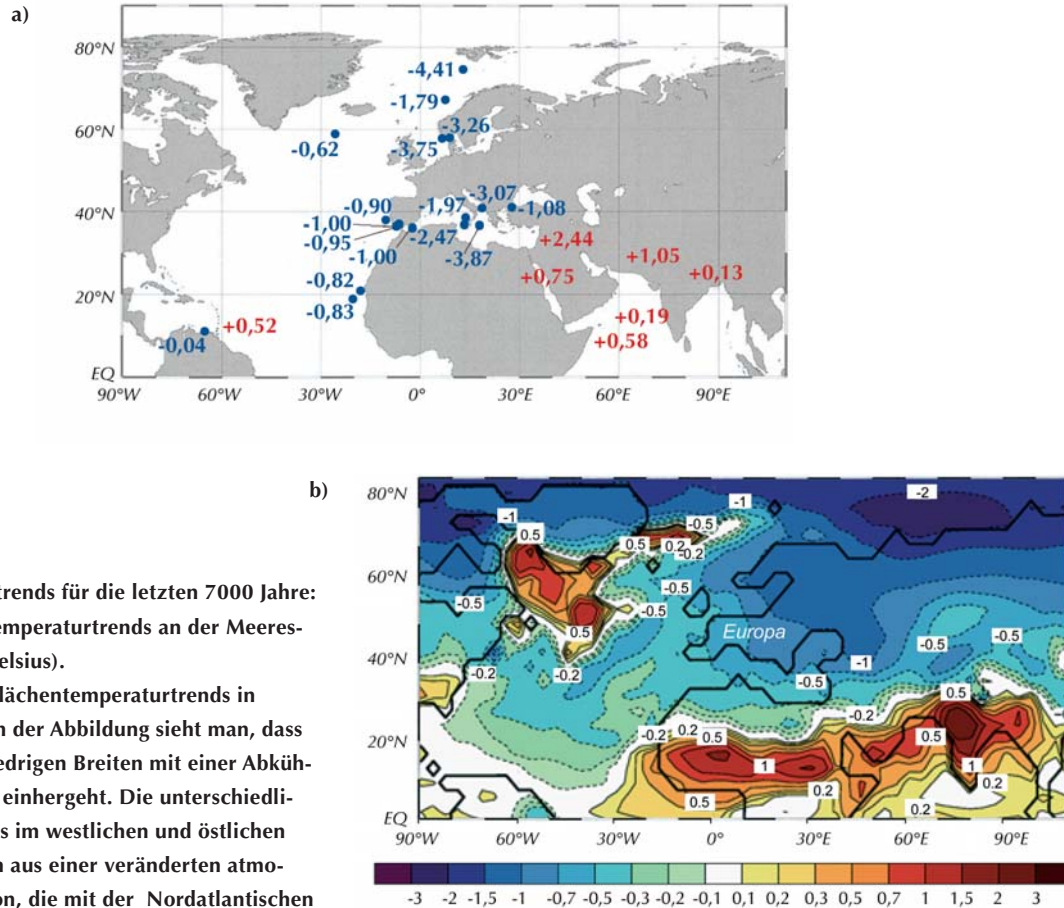 a)
80°N
60°N
40°N
20°N
EQ
90°W 60°W 30°W 0° 30°E 60°E 90°E
-4,41
-1,79
-3,26
-0,62
-3,75
-3,07
-0,90
-1,97
-1,08
-1,00
-0,95
-2,47
+2,44
-1,00
-3,87
+1,05
+0,75
+0,13
-0,82
-0,83
+0,19
+0,52
+0,58
-0,04
b)
80°N
60°N
40°N
20°N
EQ
-1 -2
-1 -0.5
0.5 0.5 0.2 -0.2
-0.5 -0.5
-0.5
0.5 Europa -0.5 -0.5
-0.2 -0.2 -1
-0.5 0.5
-0.2 0.2 0.2 -0.2
0.5 0.5
1 1
0.5 0.2 0.2
90°W 60°W 30°W 0° 30°E 60°E 90°E
-3 -2 -1,5 -1 -0,7 -0,5 -0,3 -0,2 -0,1 0 0,1 0,2 0,3 0,5 0,7 1 1,5 2 3
trends für die letzten 7000 Jahre:
emperaturtrends an der Meeres-
elsius).
lächentemperaturtrends in
n der Abbildung sieht man, dass
edrigen Breiten mit einer Abküh-
einhergeht. Die unterschiedli-
s im westlichen und östlichen
n aus einer veränderten atmo-
on, die mit der Nordatlantischen